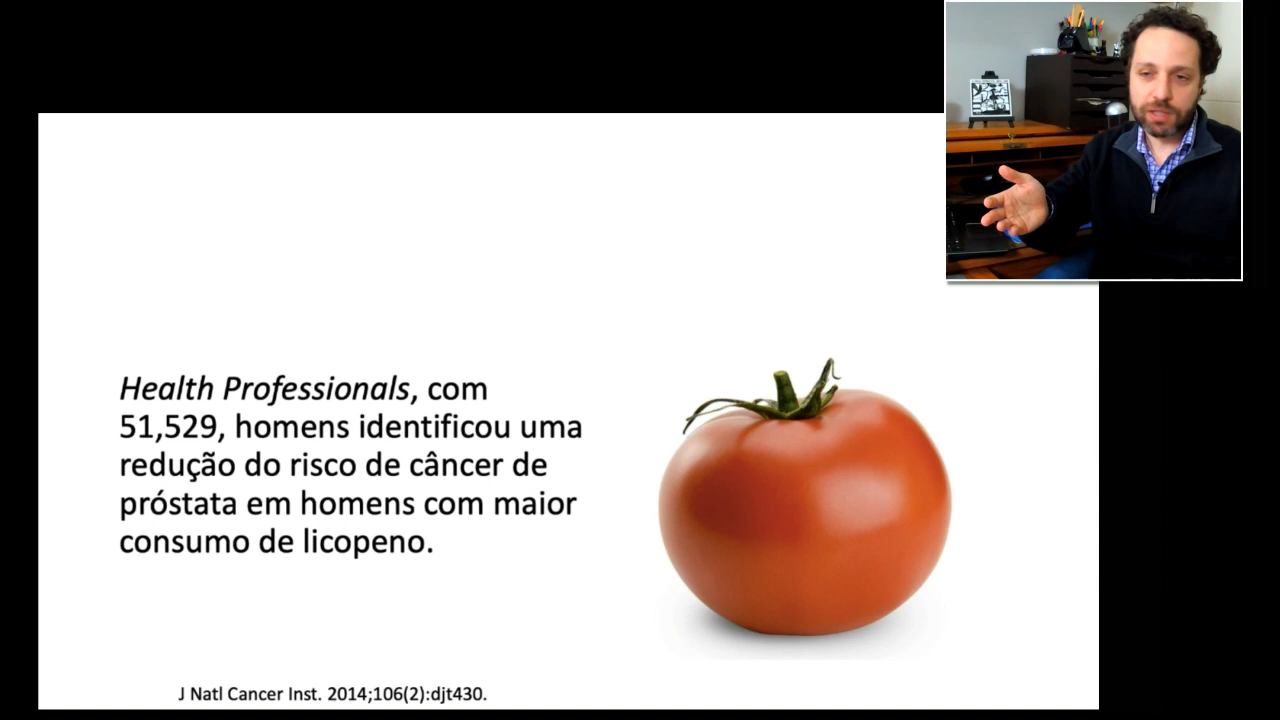 Health Professionals, com
51,529, homens identificou uma
redução do risco de câncer de
próstata em homens com maior
consumo de licopeno.
J Natl Cancer Inst. 2014;106(2):djt430.